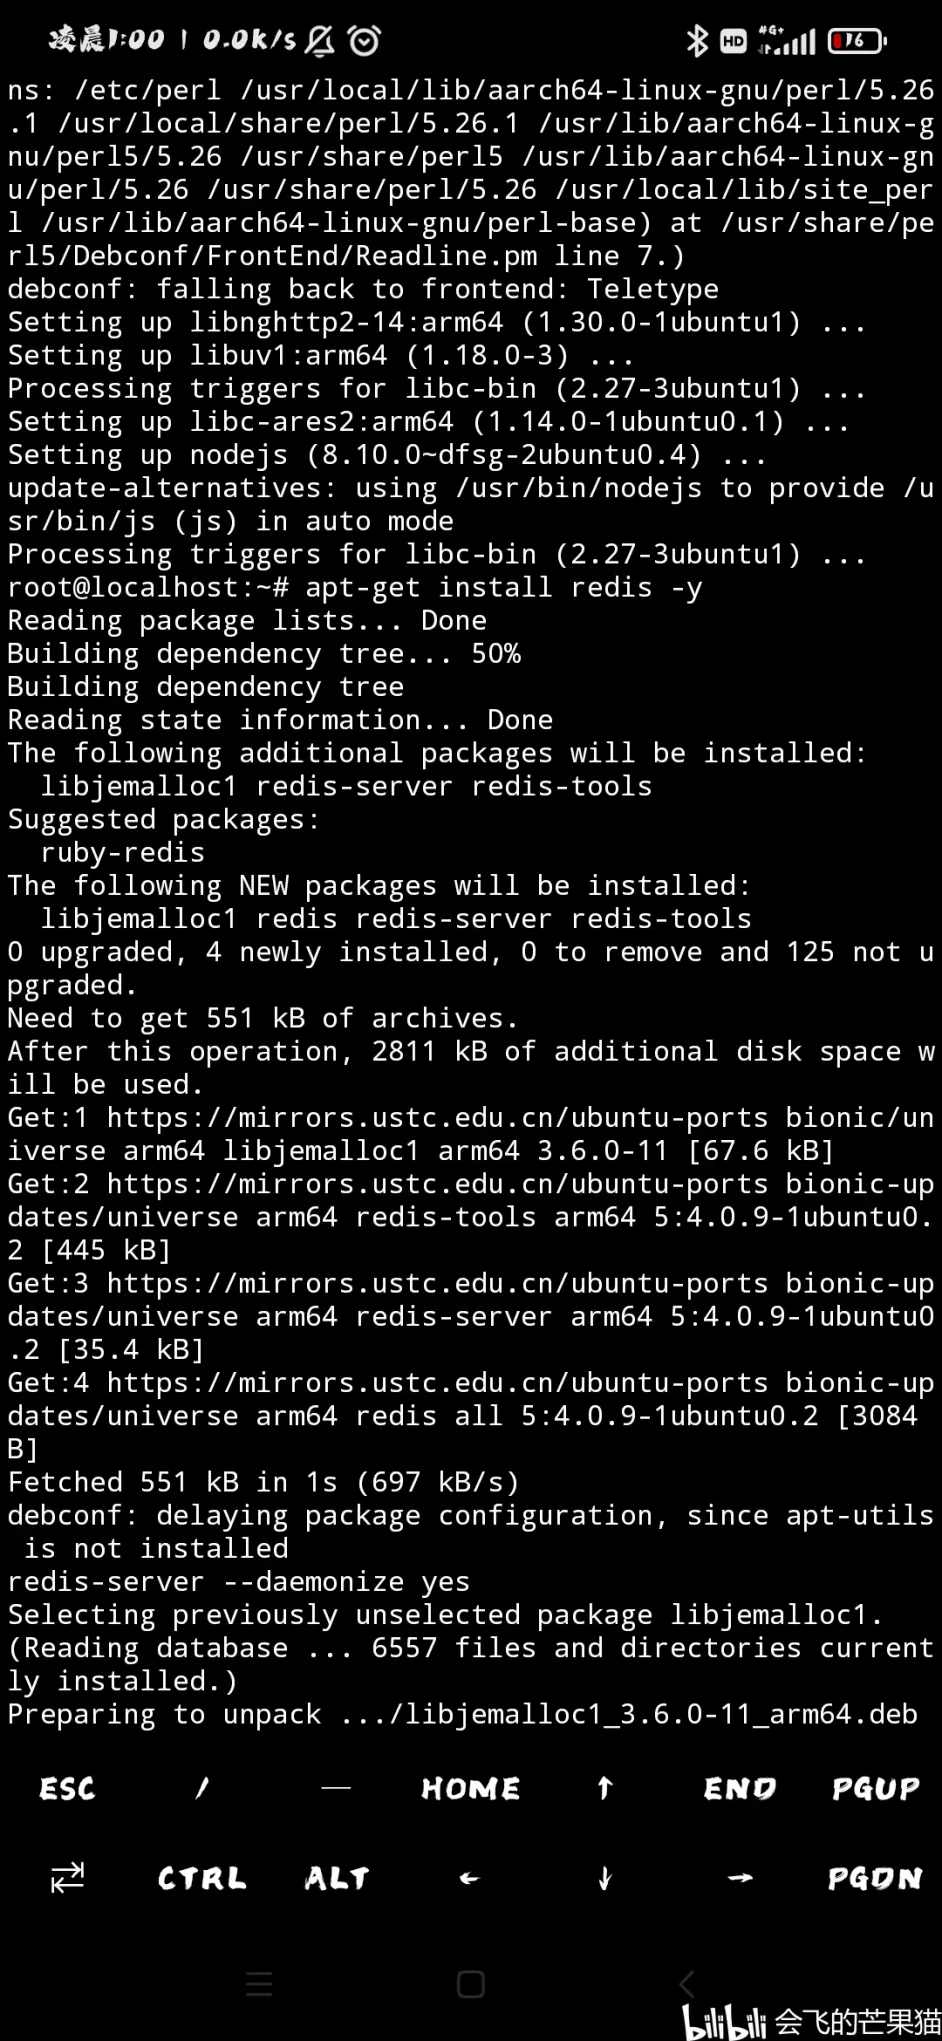 凌晨1:00 | 0.0K/s HD 4G+ 16
ns: /etc/perl /usr/local/lib/aarch64-linux-gnu/perl/5.26
.1 /usr/local/share/perl/5.26.1 /usr/lib/aarch64-linux-g
nu/perl5/5.26 /usr/share/perl5 /usr/lib/aarch64-linux-gn
u/perl/5.26 /usr/share/perl/5.26 /usr/local/lib/site_per
l /usr/lib/aarch64-linux-gnu/perl-base) at /usr/share/pe
rl5/Debconf/FrontEnd/Readline.pm line 7.)
debconf: falling back to frontend: Teletype
Setting up libnghttp2-14:arm64 (1.30.0-1ubuntu1) ...
Setting up libuv1:arm64 (1.18.0-3) ...
Processing triggers for libc-bin (2.27-3ubuntu1) ...
Setting up libc-ares2:arm64 (1.14.0-1ubuntu0.1) ...
Setting up nodejs (8.10.0~dfsg-2ubuntu0.4) ...
update-alternatives: using /usr/bin/nodejs to provide /u
sr/bin/js (js) in auto mode
Processing triggers for libc-bin (2.27-3ubuntu1) ...
root@localhost:~# apt-get install redis -y
Reading package lists... Done
Building dependency tree... 50%
Building dependency tree
Reading state information... Done
The following additional packages will be installed:
  libjemalloc1 redis-server redis-tools
Suggested packages:
  ruby-redis
The following NEW packages will be installed:
  libjemalloc1 redis redis-server redis-tools
0 upgraded, 4 newly installed, 0 to remove and 125 not u
pgraded.
Need to get 551 kB of archives.
After this operation, 2811 kB of additional disk space w
ill be used.
Get:1 https://mirrors.ustc.edu.cn/ubuntu-ports bionic/un
iverse arm64 libjemalloc1 arm64 3.6.0-11 [67.6 kB]
Get:2 https://mirrors.ustc.edu.cn/ubuntu-ports bionic-up
dates/universe arm64 redis-tools arm64 5:4.0.9-1ubuntu0.
2 [445 kB]
Get:3 https://mirrors.ustc.edu.cn/ubuntu-ports bionic-up
dates/universe arm64 redis-server arm64 5:4.0.9-1ubuntu0
.2 [35.4 kB]
Get:4 https://mirrors.ustc.edu.cn/ubuntu-ports bionic-up
dates/universe arm64 redis all 5:4.0.9-1ubuntu0.2 [3084
B]
Fetched 551 kB in 1s (697 kB/s)
debconf: delaying package configuration, since apt-utils
 is not installed
redis-server --daemonize yes
Selecting previously unselected package libjemalloc1.
(Reading database ... 6557 files and directories current
ly installed.)
Preparing to unpack .../libjemalloc1_3.6.0-11_arm64.deb
ESC / — HOME ↑ END PGUP
CTRL ALT ← ↓ → PGDN
bilibili 会飞的芒果猫